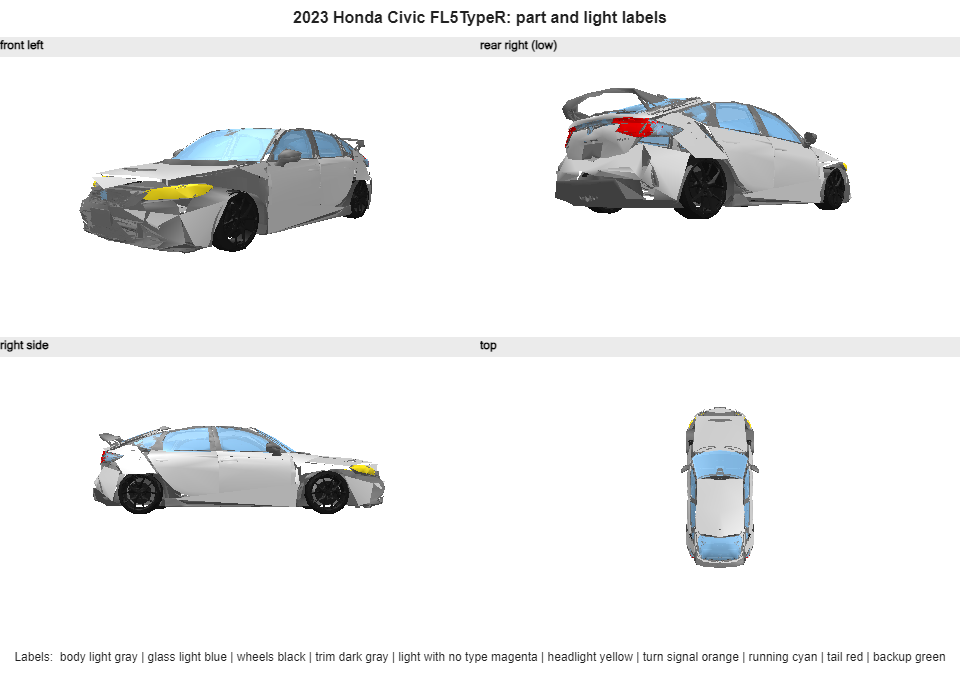 2023 Honda Civic FL5TypeR: part and light labels
front left
rear right (low)
right side
top
Labels:  body light gray | glass light blue | wheels black | trim dark gray | light with no type magenta | headlight yellow | turn signal orange | running cyan | tail red | backup green